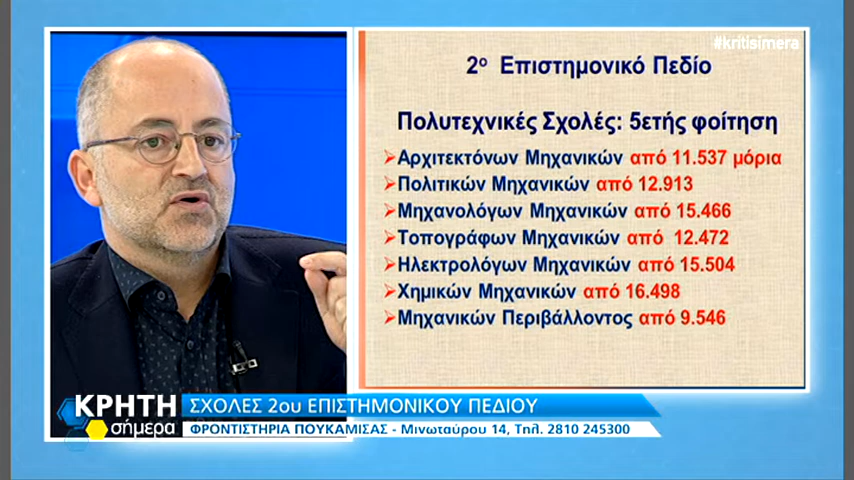 #kritisimera
2ο Επιστημονικό Πεδίο
Πολυτεχνικές Σχολές: 5ετής φοίτηση
➢Αρχιτεκτόνων Μηχανικών από 11.537 μόρια
➢Πολιτικών Μηχανικών από 12.913
➢Μηχανολόγων Μηχανικών από 15.466
➢Τοπογράφων Μηχανικών από 12.472
➢Ηλεκτρολόγων Μηχανικών από 15.504
➢Χημικών Μηχανικών από 16.498
➢Μηχανικών Περιβάλλοντος από 9.546
ΚΡΗΤΗ
σήμερα
ΣΧΟΛΕΣ 2ου ΕΠΙΣΤΗΜΟΝΙΚΟΥ ΠΕΔΙΟΥ
ΦΡΟΝΤΙΣΤΗΡΙΑ ΠΟΥΚΑΜΙΣΑΣ - Μινωταύρου 14, Τηλ. 2810 245300